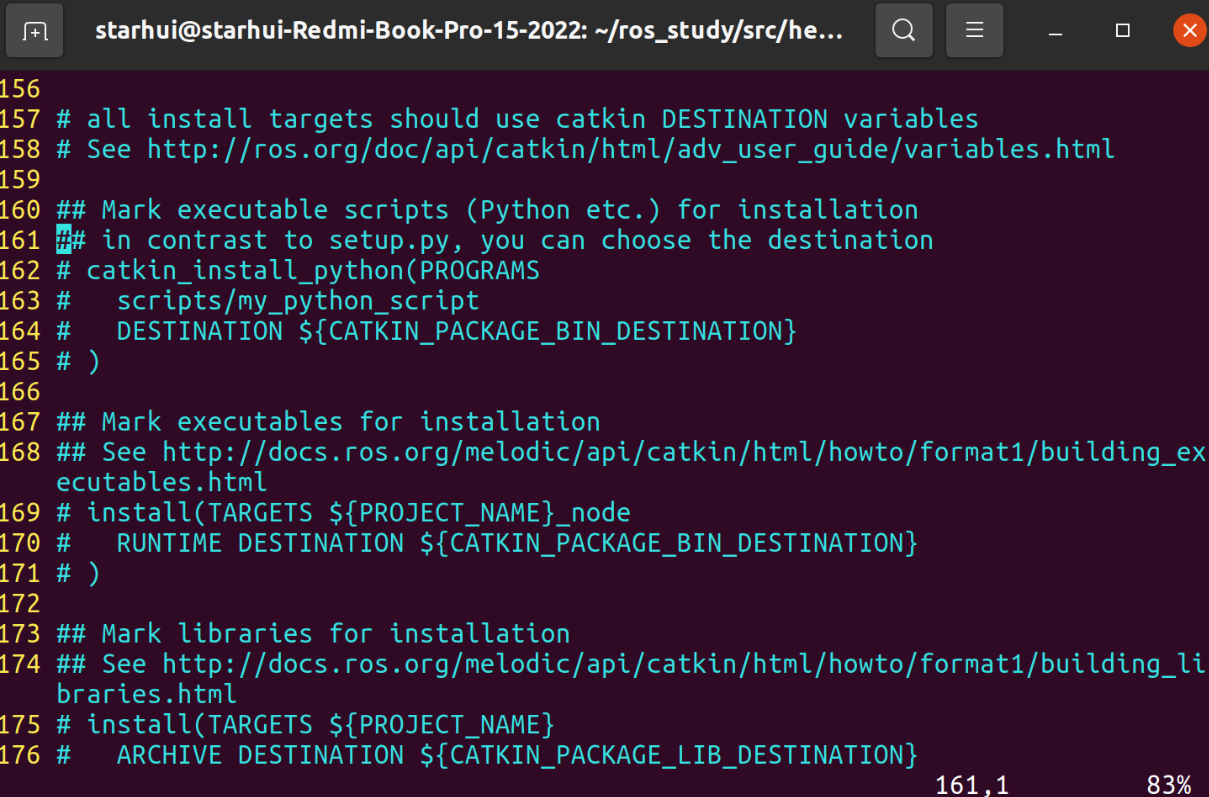 starhui@starhui-Redmi-Book-Pro-15-2022: ~/ros_study/src/he...
156
157 # all install targets should use catkin DESTINATION variables
158 # See http://ros.org/doc/api/catkin/html/adv_user_guide/variables.html
159
160 ## Mark executable scripts (Python etc.) for installation
161 ## in contrast to setup.py, you can choose the destination
162 # catkin_install_python(PROGRAMS
163 #   scripts/my_python_script
164 #   DESTINATION ${CATKIN_PACKAGE_BIN_DESTINATION}
165 # )
166
167 ## Mark executables for installation
168 ## See http://docs.ros.org/melodic/api/catkin/html/howto/format1/building_ex
ecutables.html
169 # install(TARGETS ${PROJECT_NAME}_node
170 #   RUNTIME DESTINATION ${CATKIN_PACKAGE_BIN_DESTINATION}
171 # )
172
173 ## Mark libraries for installation
174 ## See http://docs.ros.org/melodic/api/catkin/html/howto/format1/building_li
braries.html
175 # install(TARGETS ${PROJECT_NAME}
176 #   ARCHIVE DESTINATION ${CATKIN_PACKAGE_LIB_DESTINATION}
161,1 83%